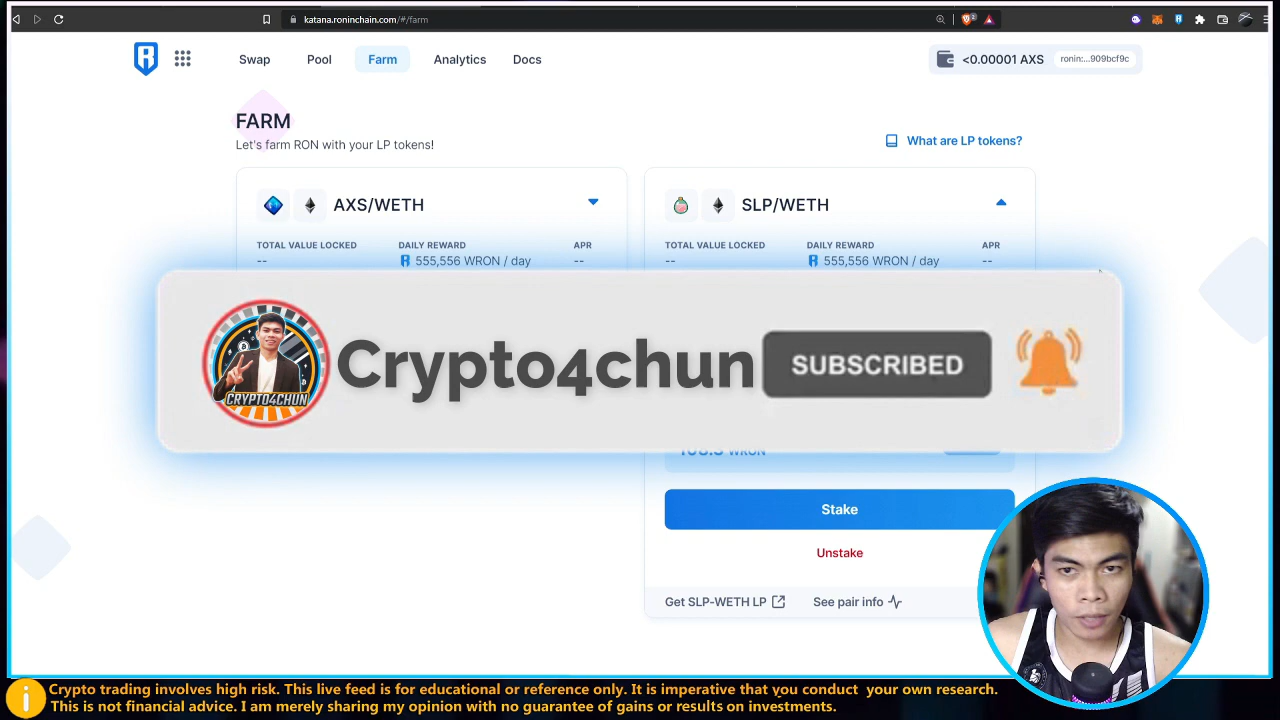 katana.roninchain.com/#/farm
Swap
Pool
Farm
Analytics
Docs
<0.00001 AXS
ronin:...909bcf9c
FARM
Let's farm RON with your LP tokens!
What are LP tokens?
AXS/WETH
TOTAL VALUE LOCKED
DAILY REWARD
APR
--
555,556 WRON / day
--
SLP/WETH
TOTAL VALUE LOCKED
DAILY REWARD
APR
--
555,556 WRON / day
--
CRYPTO4CHUN
Crypto4chun
SUBSCRIBED
WRON
Stake
Unstake
Get SLP-WETH LP
See pair info
Crypto trading involves high risk. This live feed is for educational or reference only. It is imperative that you conduct your own research.
This is not financial advice. I am merely sharing my opinion with no guarantee of gains or results on investments.